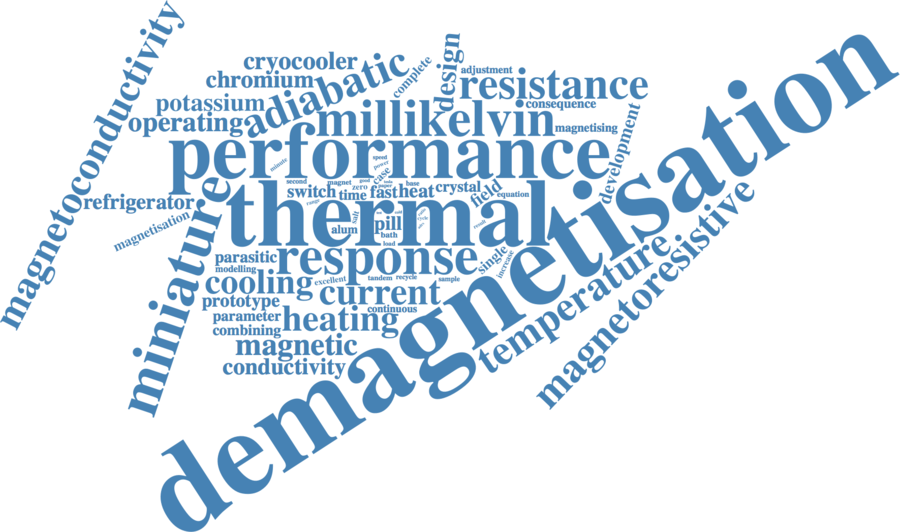 magnetoconductivity
cryocooler
chromium
potassium
operating
adiabatic
complete
design
adjustment
resistance
consequence
millikelvin
magnetising
development
demagnetisation
performance
minute
speed
power
case
second
magnet
good
zero
paper
base
switch
time
fast
heat
crystal
field
equation
range
refrigerator
miniature
thermal
magnetisation
alum
salt
pill
bath
load
cycle
result
parasitic
response
single
increase
modelling
cooling
excellent
tandem
recycle
sample
temperature
magnetoresistive
prototype
current
continuous
parameter
combining
heating
magnetic
conductivity